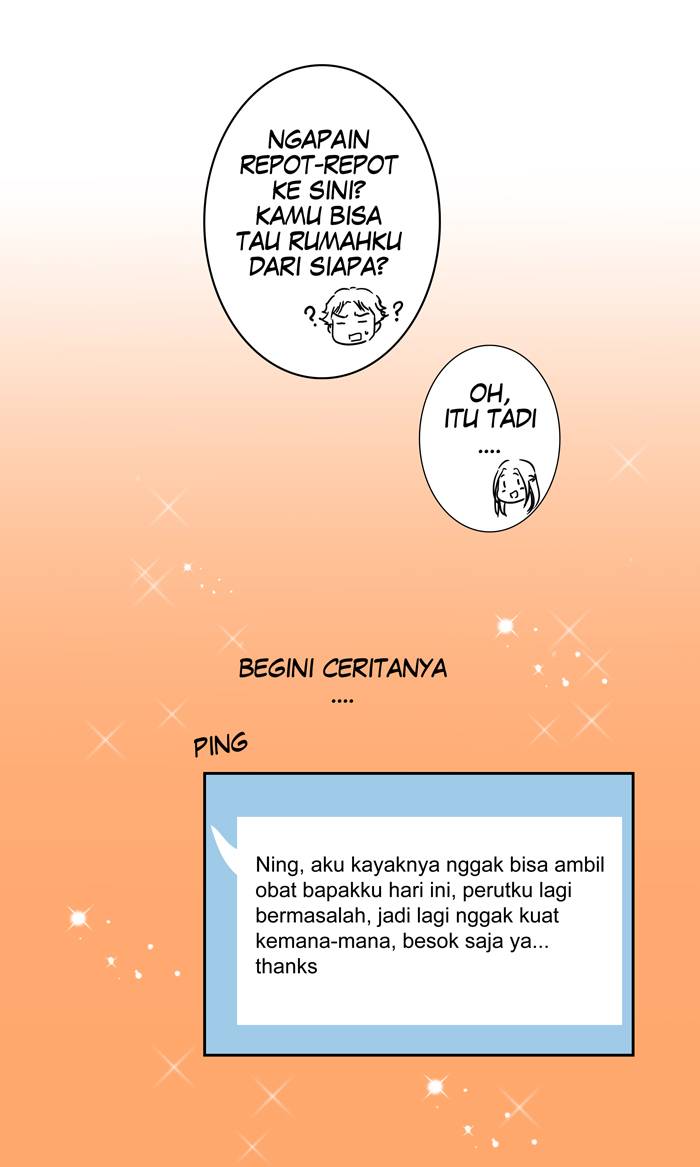 NGAPAIN
REPOT-REPOT
KE SINI?
KAMU BISA
TAU RUMAHKU
DARI SIAPA?
? ?
OH,
ITU TADI
....
BEGINI CERITANYA
....
PING
Ning, aku kayaknya nggak bisa ambil
obat bapakku hari ini, perutku lagi
bermasalah, jadi lagi nggak kuat
kemana-mana, besok saja ya...
thanks